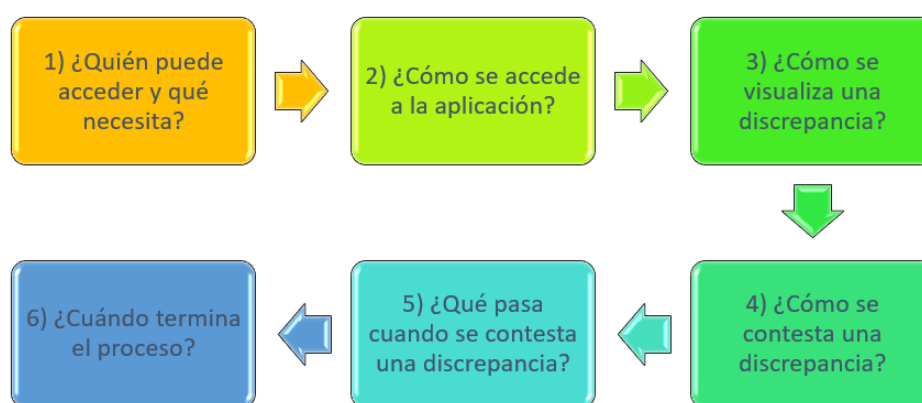 1) ¿Quién puede
acceder y qué
necesita?
2) ¿Cómo se accede
a la aplicación?
3) ¿Cómo se
visualiza una
discrepancia?
4) ¿Cómo se
contesta una
discrepancia?
5) ¿Qué pasa
cuando se contesta
una discrepancia?
6) ¿Cuándo termina
el proceso?